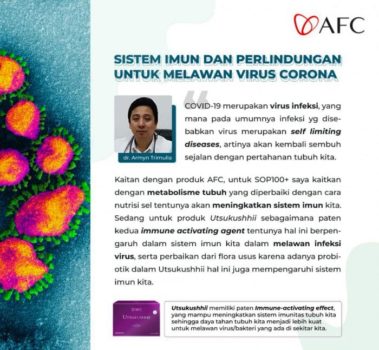 AFC
SISTEM IMUN DAN PERLINDUNGAN
UNTUK MELAWAN VIRUS CORONA
COVID-19 merupakan virus infeksi, yang
mana pada umumnya infeksi yg dise-
babkan virus merupakan self limiting
diseases, artinya akan kembali sembuh
sejalan dengan pertahanan tubuh kita.
dr. Armyn Trimulia
Kaitan dengan produk AFC, untuk SOP100+ saya kaitkan
dengan metabolisme tubuh yang diperbaiki dengan cara
nutrisi sel tentunya akan meningkatkan sistem imun kita.
Sedang untuk produk Utsukushhii sebagaimana paten
kedua immune activating agent tentunya hal ini berpen-
garuh dalam sistem imun kita dalam melawan infeksi
virus, serta perbaikan dari flora usus karena adanya probi-
otik dalam Utsukushhii hal ini juga mempengaruhi sistem
imun kita.
Utsukushhii memiliki paten Immune-activating effect,
yang mampu meningkatkan sistem imunitas tubuh kita
sehingga daya tahan tubuh kita menjadi lebih kuat
untuk melawan virus/bakteri yang ada di sekitar kita.